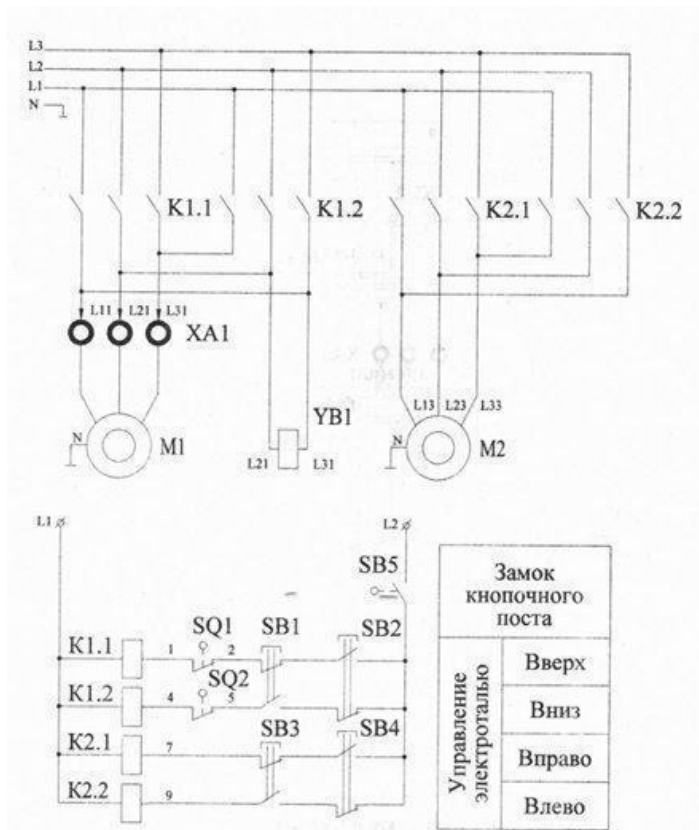 L3
L2
L1
N
K1.1
K1.2
K2.1
K2.2
L11
L21
L31
XA1
YB1
L13
L23
L33
N
M1
L21
L31
N
M2
L1
L2
SB5
K1.1
1
SQ1
2
SB1
SB2
K1.2
4
SQ2
5
K2.1
7
SB3
SB4
K2.2
9
Замок
кнопочного
поста
Управление
электроталью
Вверх
Вниз
Вправо
Влево